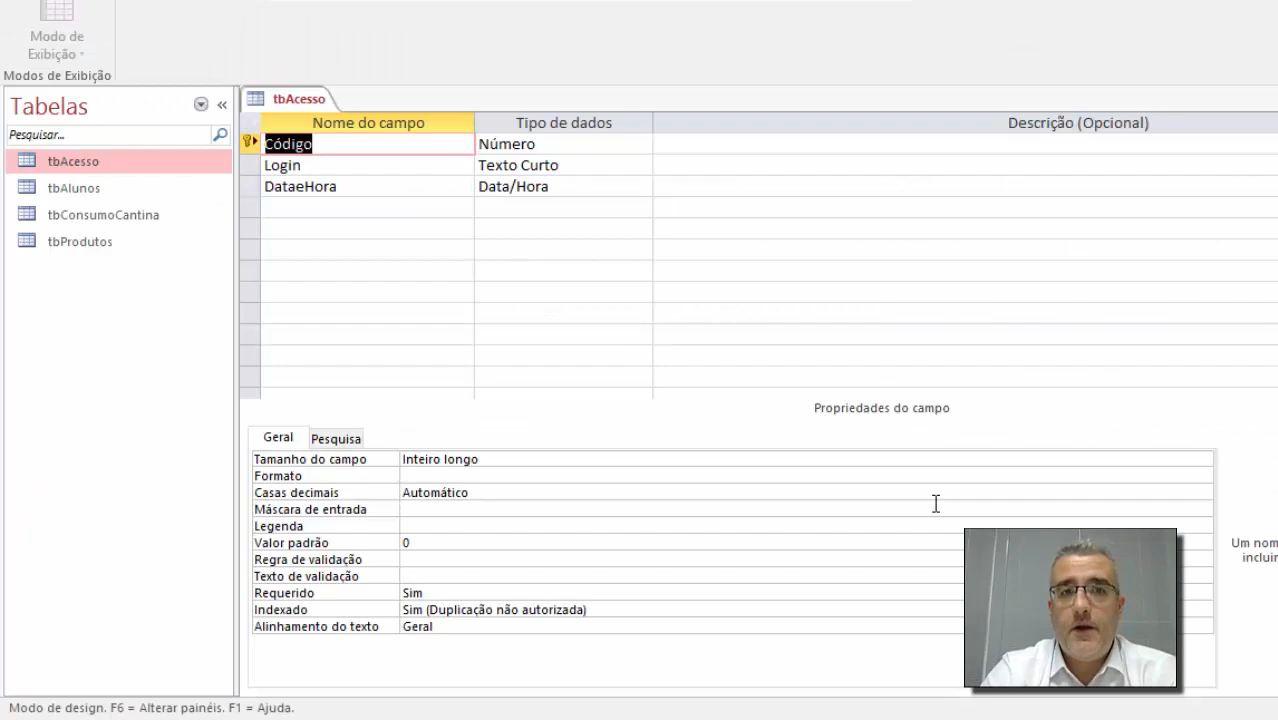 Modo de
Exibição
Modos de Exibição
Tabelas
Pesquisar...
tbAcesso
tbAlunos
tbConsumoCantina
tbProdutos
tbAcesso
Nome do campo Tipo de dados Descrição (Opcional)
Código Número
Login Texto Curto
DataeHora Data/Hora
Propriedades do campo
Geral Pesquisa
Tamanho do campo Inteiro longo
Formato
Casas decimais Automático
Máscara de entrada
Legenda
Valor padrão 0
Regra de validação
Texto de validação
Requerido Sim
Indexado Sim (Duplicação não autorizada)
Alinhamento do texto Geral
Um nom
incluir
Modo de design. F6 = Alterar painéis. F1 = Ajuda.